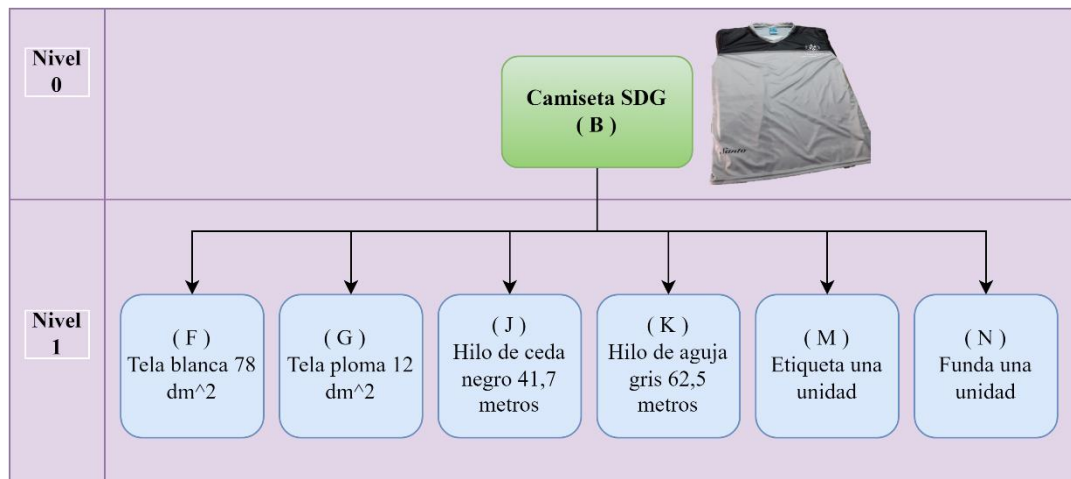 Nivel
0
Camiseta SDG
( B )
Siento
Nivel
1
( F )
Tela blanca 78
dm^2
( G )
Tela ploma 12
dm^2
( J )
Hilo de ceda
negro 41,7
metros
( K )
Hilo de aguja
gris 62,5
metros
( M )
Etiqueta una
unidad
( N )
Funda una
unidad